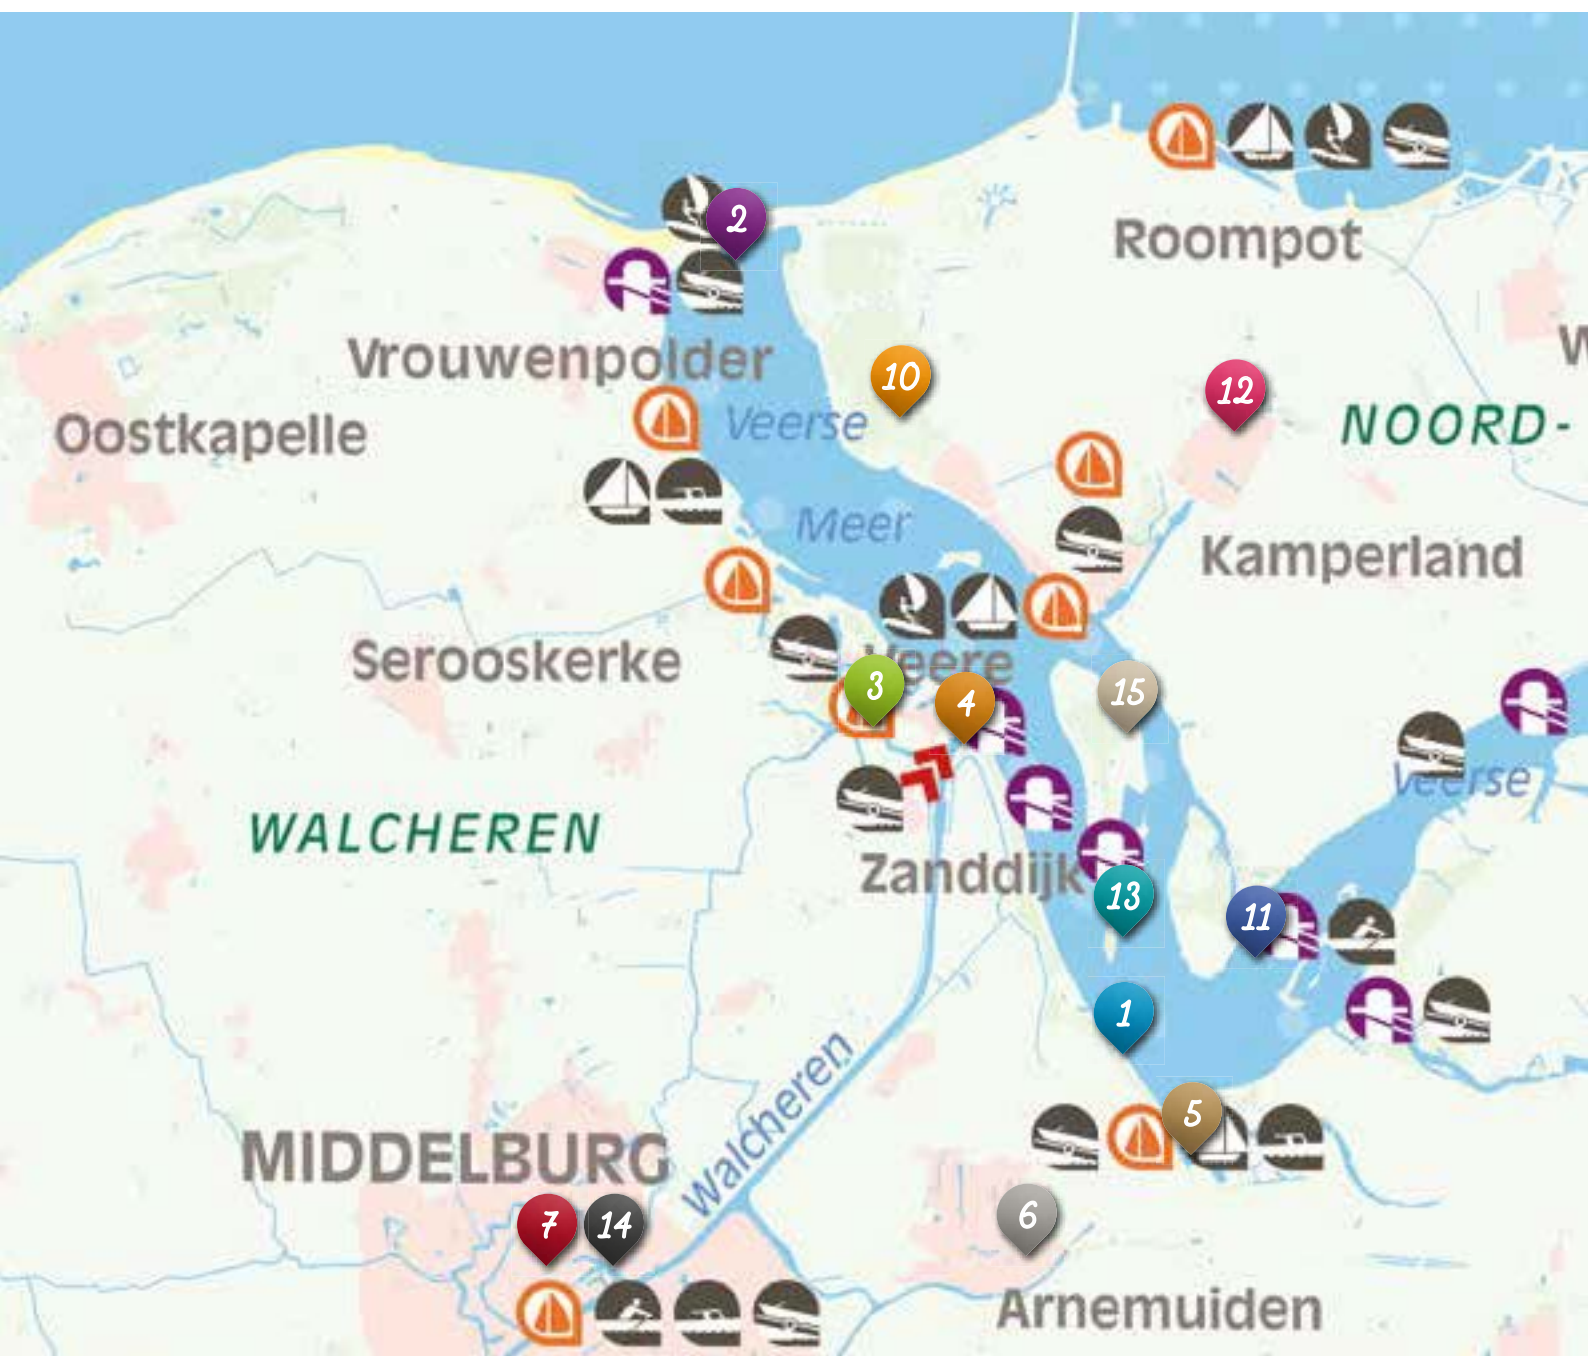 2
Roompot
Vrouwenpolder
10
12
Veerse
NOORD-
Oostkapelle
Meer
Kamperland
Serooskerke
Veere
3
4
15
Veerse
WALCHEREN
Zanddijk
13
11
1
Walcheren
5
MIDDELBURG
7
14
6
Arnemuiden